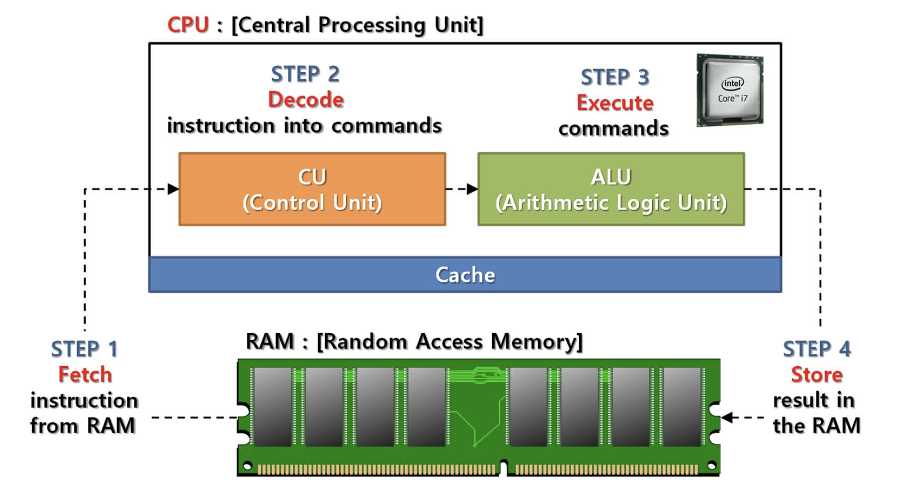 CPU : [Central Processing Unit]
STEP 2
Decode
instruction into commands
STEP 3
Execute
commands
intel
Core™ i7
CU
(Control Unit)
ALU
(Arithmetic Logic Unit)
Cache
STEP 1
Fetch
instruction
from RAM
RAM : [Random Access Memory]
STEP 4
Store
result in
the RAM